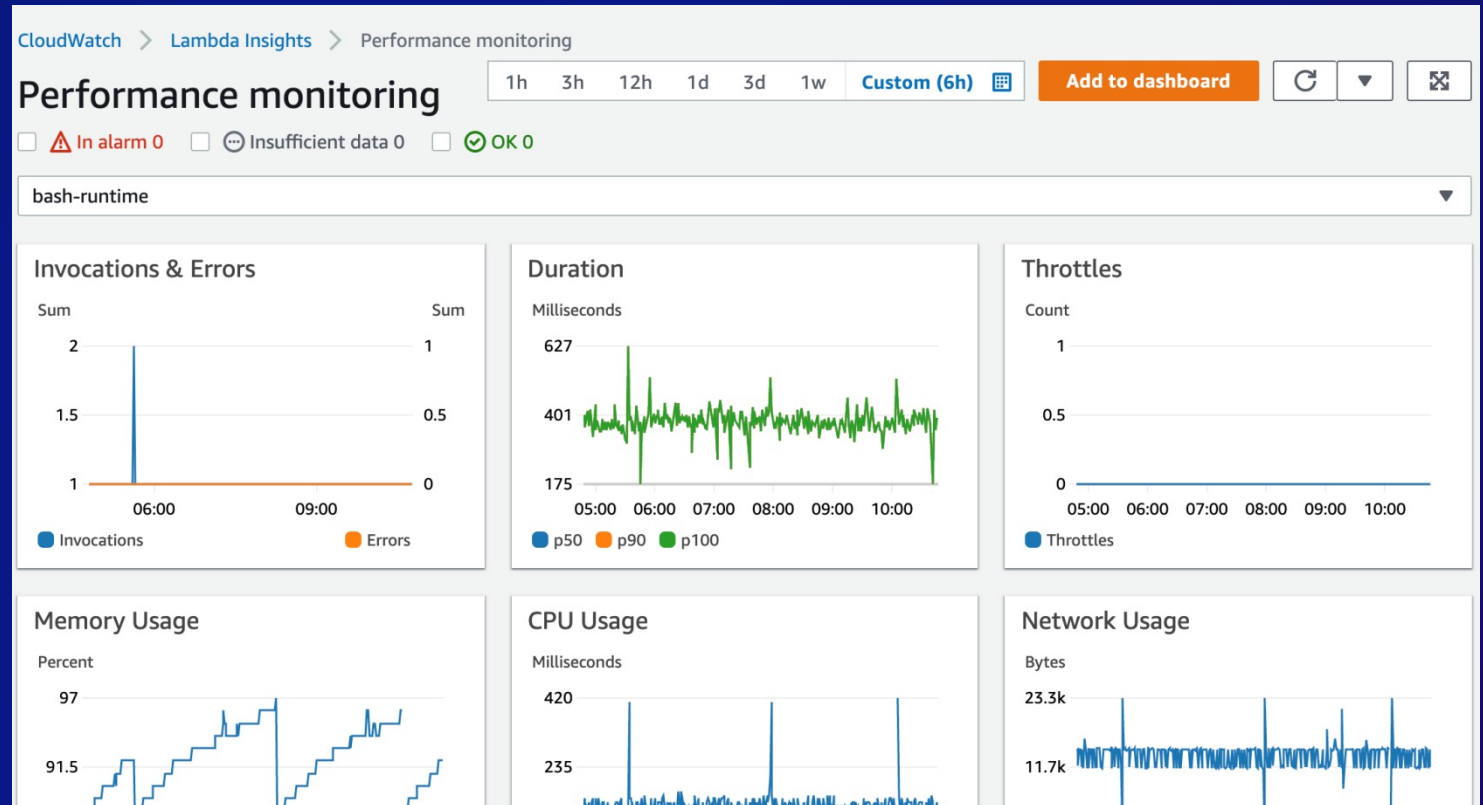 CloudWatch > Lambda Insights > Performance monitoring
Performance monitoring
1h 3h 12h 1d 3d 1w Custom (6h) Add to dashboard
In alarm 0 Insufficient data 0 OK 0
bash-runtime
Invocations & Errors
Sum Sum
2 1
1.5 0.5
1 0
06:00 09:00
Invocations Errors
Duration
Milliseconds
627
401
175
05:00 06:00 07:00 08:00 09:00 10:00
p50 p90 p100
Throttles
Count
1
0.5
0
05:00 06:00 07:00 08:00 09:00 10:00
Throttles
Memory Usage
Percent
97
91.5
CPU Usage
Milliseconds
420
235
Network Usage
Bytes
23.3k
11.7k